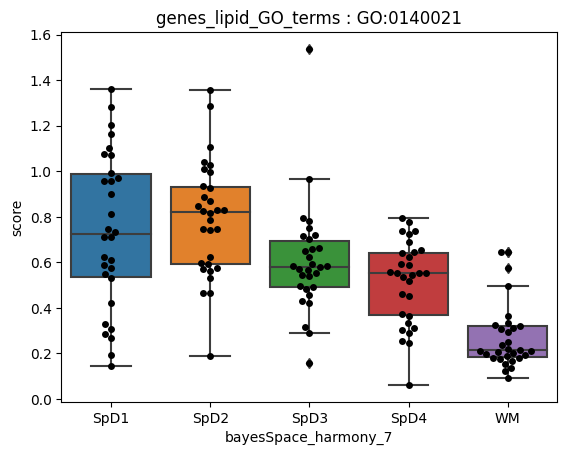 genes_lipid_GO_terms : GO:0140021
1.6
1.4
1.2
1.0
0.8
0.6
0.4
0.2
0.0
score
SpD1 SpD2 SpD3 SpD4 WM
bayesSpace_harmony_7